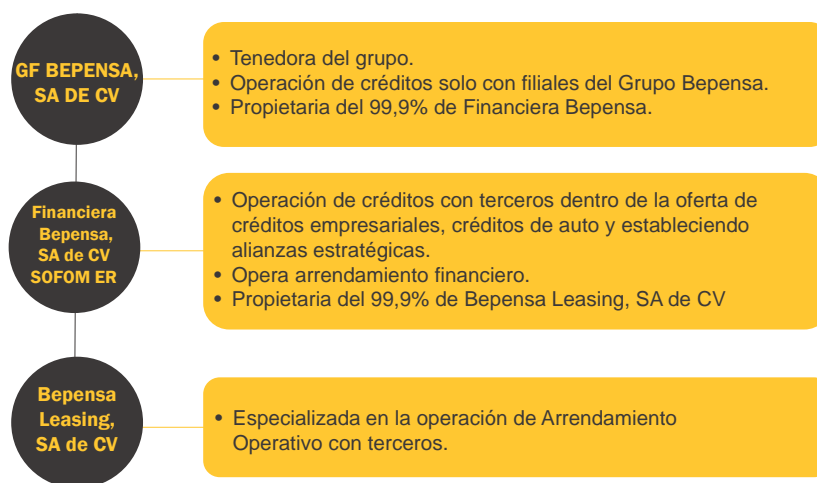 GF BEPENSA,
SA DE CV
• Tenedora del grupo.
• Operación de créditos solo con filiales del Grupo Bepensa.
• Propietaria del 99,9% de Financiera Bepensa.
Financiera
Bepensa,
SA de CV
SOFOM ER
• Operación de créditos con terceros dentro de la oferta de
créditos empresariales, créditos de auto y estableciendo
alianzas estratégicas.
• Opera arrendamiento financiero.
• Propietaria del 99,9% de Bepensa Leasing, SA de CV
Bepensa
Leasing,
SA de CV
• Especializada en la operación de Arrendamiento
Operativo con terceros.